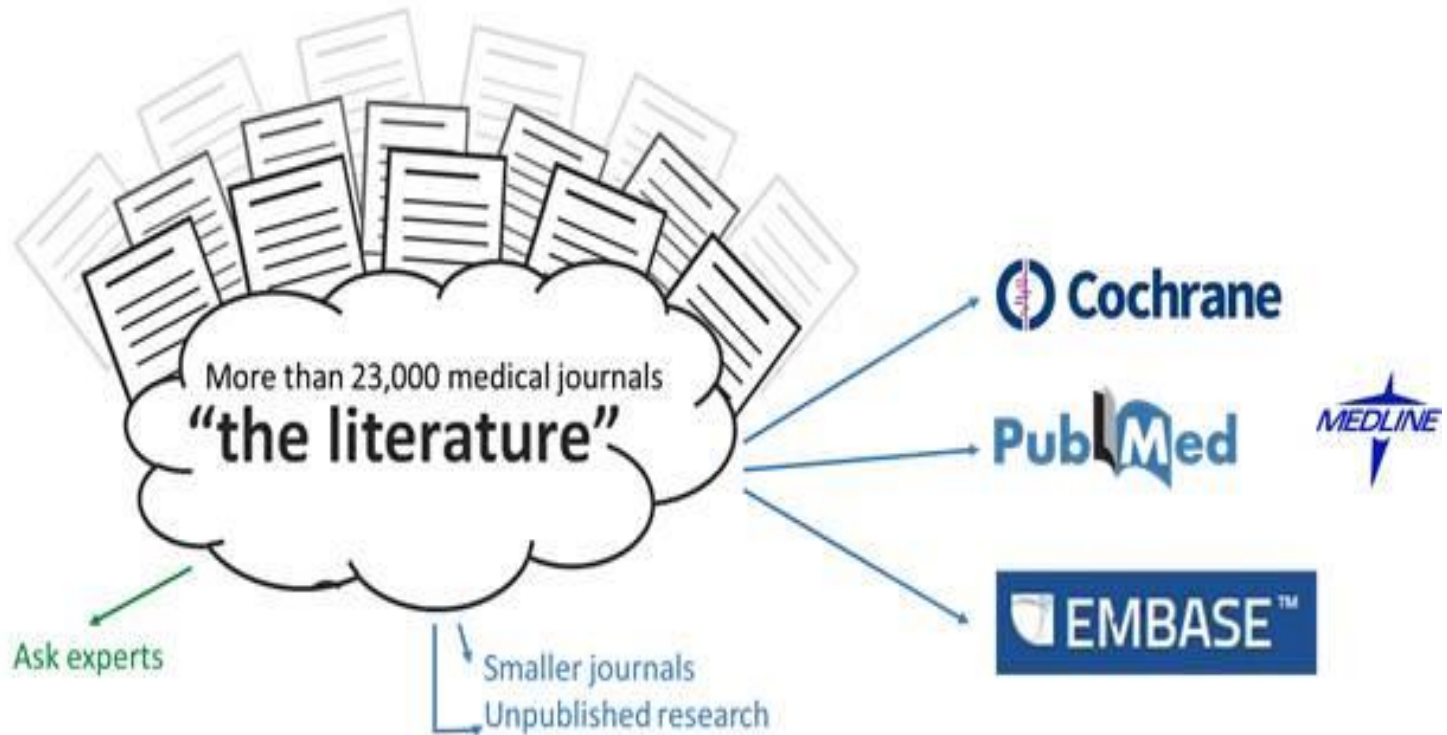 More than 23,000 medical journals
“the literature”
Cochrane
PubMed
MEDLINE
EMBASE™
Ask experts
Smaller journals
Unpublished research